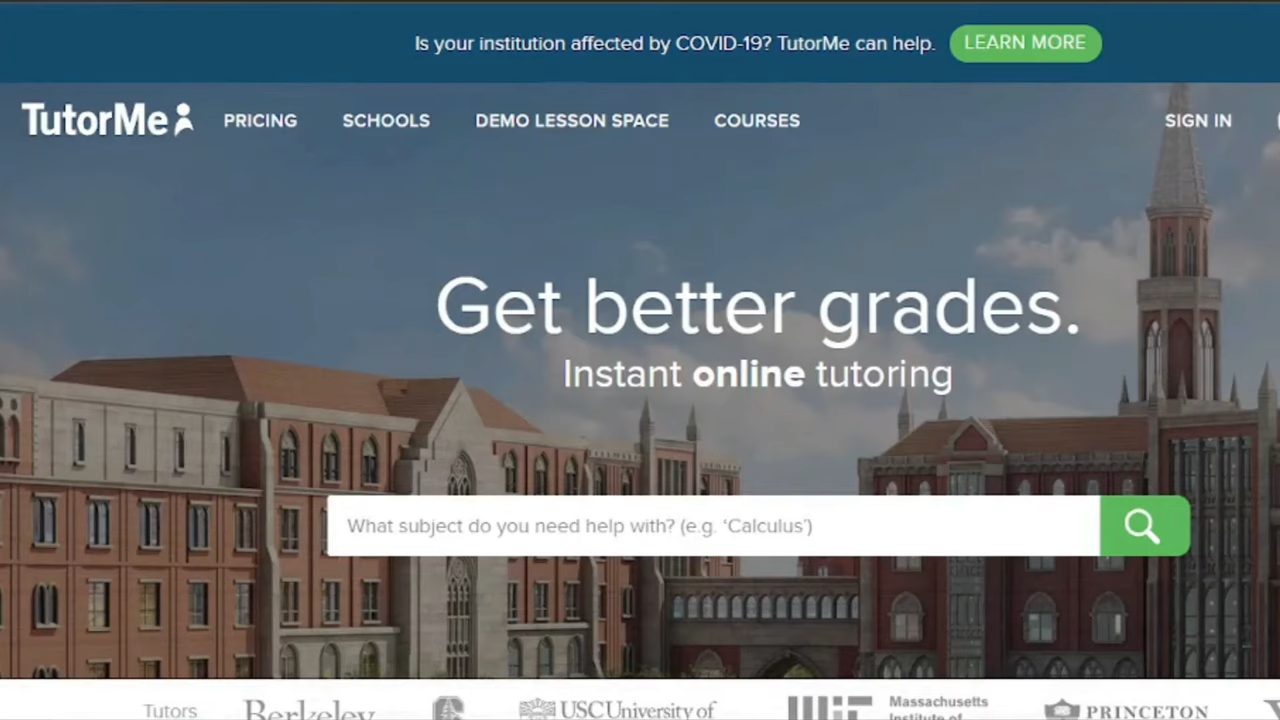 Is your institution affected by COVID-19? TutorMe can help. LEARN MORE
TutorMe PRICING SCHOOLS DEMO LESSON SPACE COURSES SIGN IN
Get better grades.
Instant online tutoring
What subject do you need help with? (e.g. ‘Calculus’)
Tutors Berkeley USC University of Massachusetts PRINCETON
Institute of